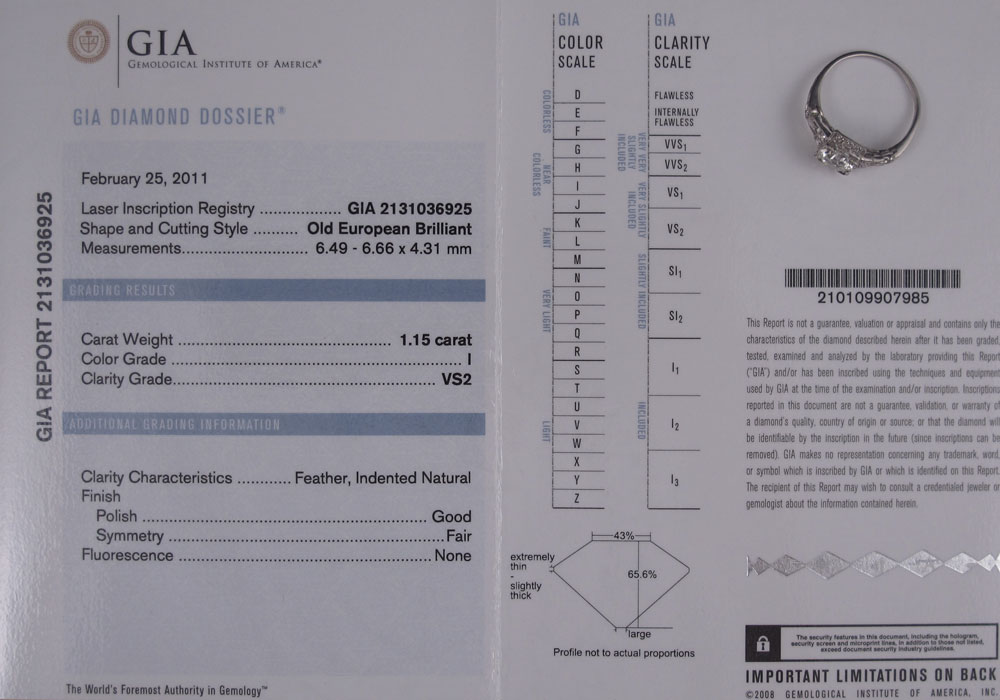 GIA REPORT 2131036925
GIA
GEMOLOGICAL INSTITUTE OF AMERICA®
GIA DIAMOND DOSSIER®
February 25, 2011
Laser Inscription Registry .................. GIA 2131036925
Shape and Cutting Style .......... Old European Brilliant
Measurements............................ 6.49 - 6.66 x 4.31 mm
GRADING RESULTS
Carat Weight ............................................... 1.15 carat
Color Grade ................................................................. I
Clarity Grade.......................................................... VS2
ADDITIONAL GRADING INFORMATION
Clarity Characteristics ........... Feather, Indented Natural
Finish
Polish ............................................................... Good
Symmetry ........................................................... Fair
Fluorescence ......................................................... None
The World's Foremost Authority in Gemology™
GIA
COLOR
SCALE
COLORLESS
D
E
F
NEAR COLORLESS
G
H
I
J
FAINT
K
L
M
VERY LIGHT
N
O
P
Q
R
LIGHT
S
T
U
V
W
X
Y
Z
GIA
CLARITY
SCALE
FLAWLESS
INTERNALLY
FLAWLESS
VERY VERY
SLIGHTLY
INCLUDED
VVS1
VVS2
VERY SLIGHTLY
INCLUDED
VS1
VS2
SLIGHTLY INCLUDED
SI1
SI2
INCLUDED
I1
I2
I3
43%
extremely
thin
-
slightly
thick
65.6%
large
Profile not to actual proportions
210109907985
This Report is not a guarantee, valuation or appraisal and contains only the
characteristics of the diamond described herein after it has been graded,
tested, examined and analyzed by the laboratory providing this Report
("GIA") and/or has been inscribed using the techniques and equipment
used by GIA at the time of the examination and/or inscription. Inscriptions
reported in this document are not a guarantee, validation, or warranty of
a diamond's quality, country of origin or source; or that the diamond will
be identifiable by the inscription in the future (since inscriptions can be
removed). GIA makes no representation concerning any trademark, word,
or symbol which is inscribed by GIA or which is identified on this Report.
The recipient of this Report may wish to consult a credentialed jeweler or
gemologist about the information contained herein.
The security features in this document, including the hologram,
security screen and microprint lines, in addition to those not listed,
exceed document security industry guidelines.
IMPORTANT LIMITATIONS ON BACK
©2008 GEMOLOGICAL INSTITUTE OF AMERICA, INC.